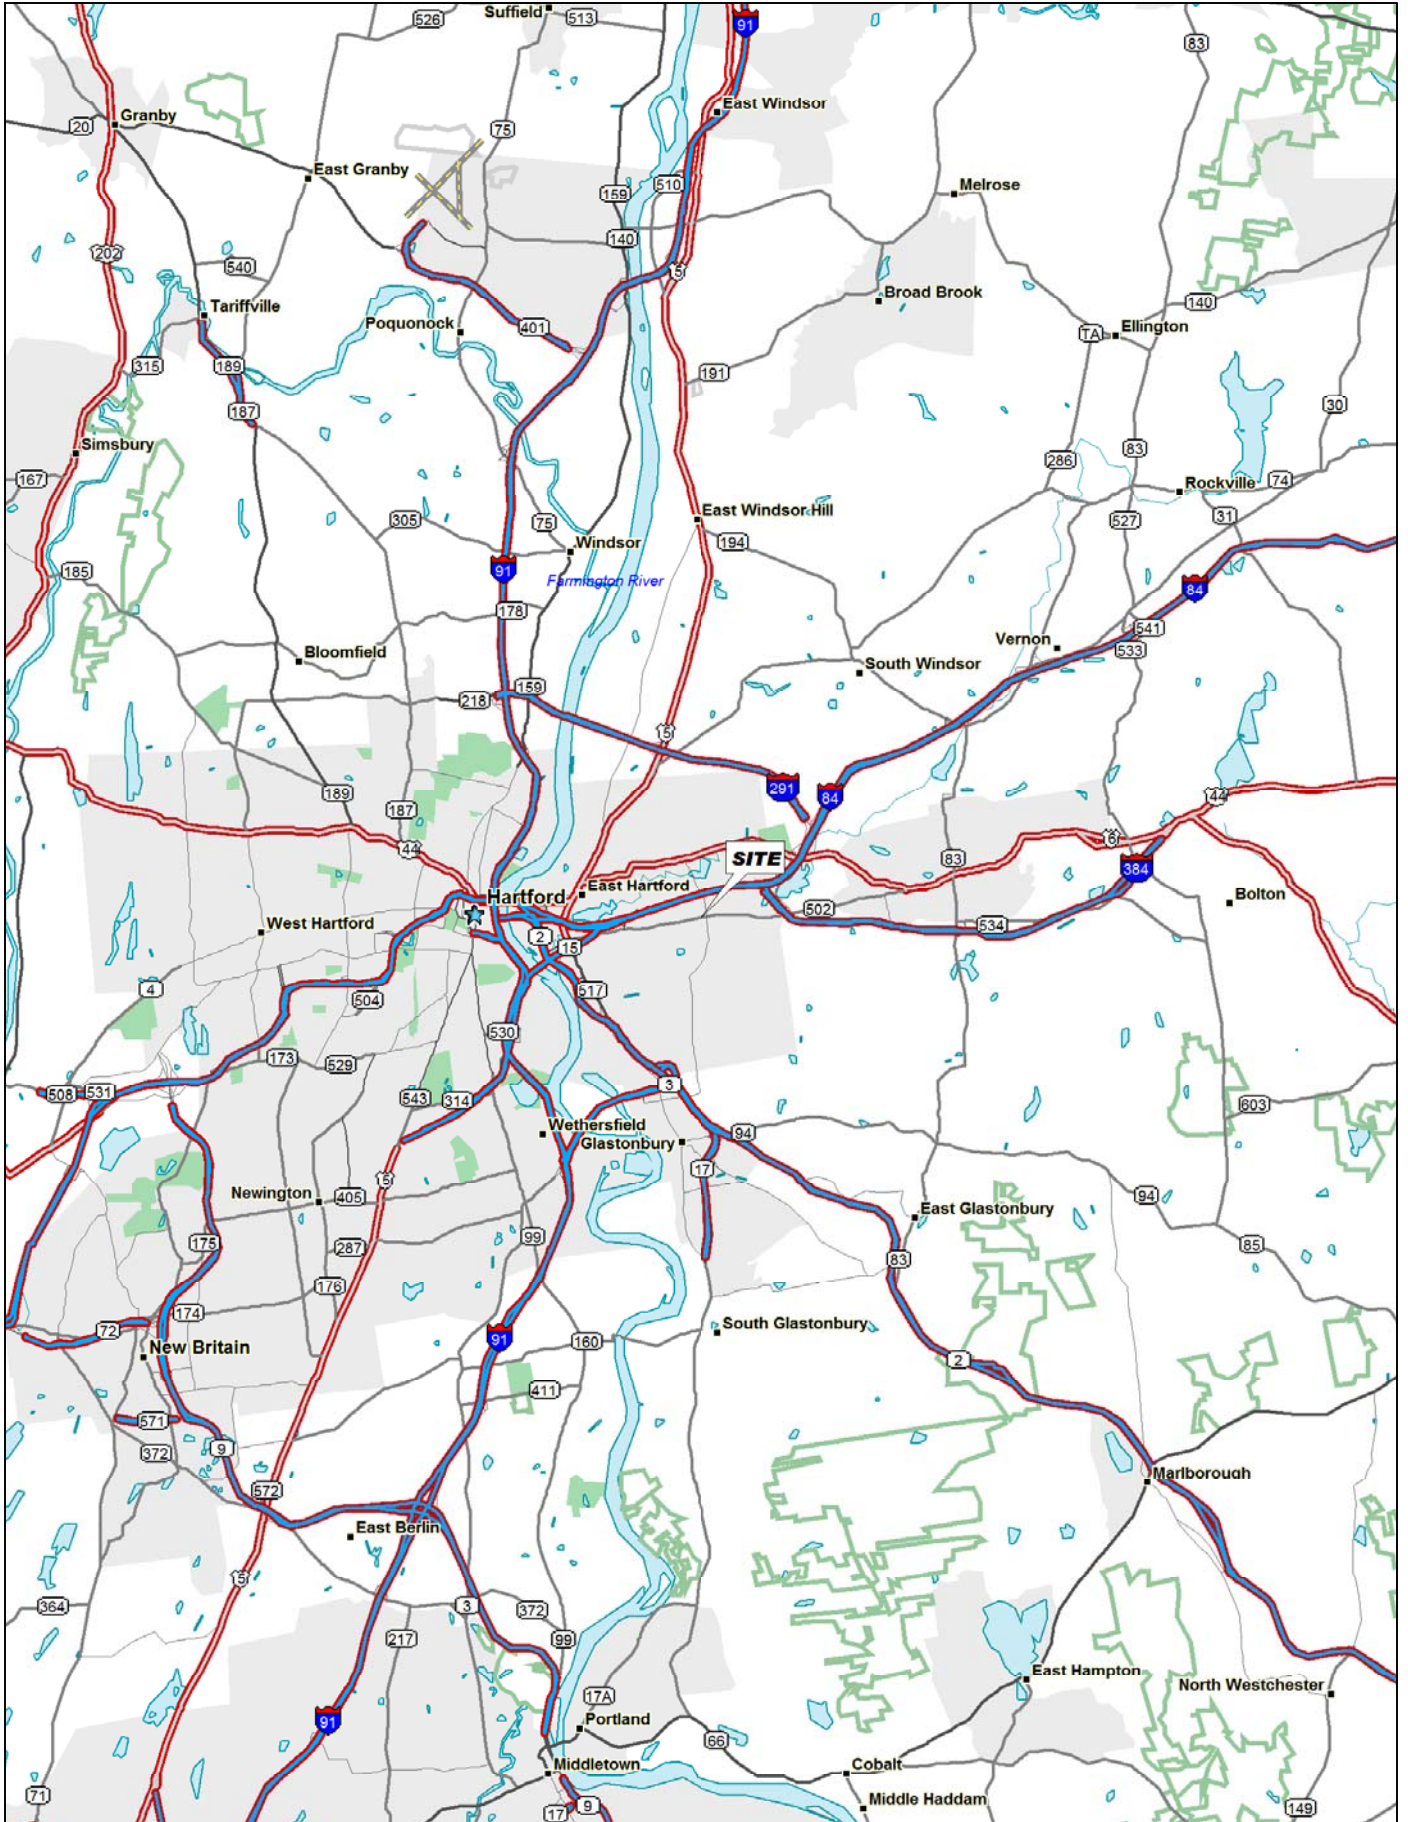 Suffield
526
513
91
83
East Windsor
Granby
20
75
East Granby
159
510
Melrose
202
140
540
5
Tariffville
Broad Brook
140
Poquonock
401
TA
Ellington
315
189
191
187
30
Simsbury
286
83
167
74
Rockville
305
75
East Windsor Hill
31
527
194
Windsor
185
91
Farmington River
84
178
541
Vernon
533
Bloomfield
South Windsor
159
218
5
291
84
189
44
187
44
6
SITE
83
384
East Hartford
Hartford
Bolton
502
West Hartford
534
2
15
4
517
504
530
173
529
3
508
531
543
314
603
Wethersfield
94
Glastonbury
17
5
Newington
405
94
East Glastonbury
99
175
287
85
83
176
174
South Glastonbury
72
91
160
New Britain
2
411
571
9
372
Marlborough
572
East Berlin
5
364
3
372
217
99
East Hampton
North Westchester
17A
91
Portland
66
Middletown
Cobalt
71
Middle Haddam
9
17
149